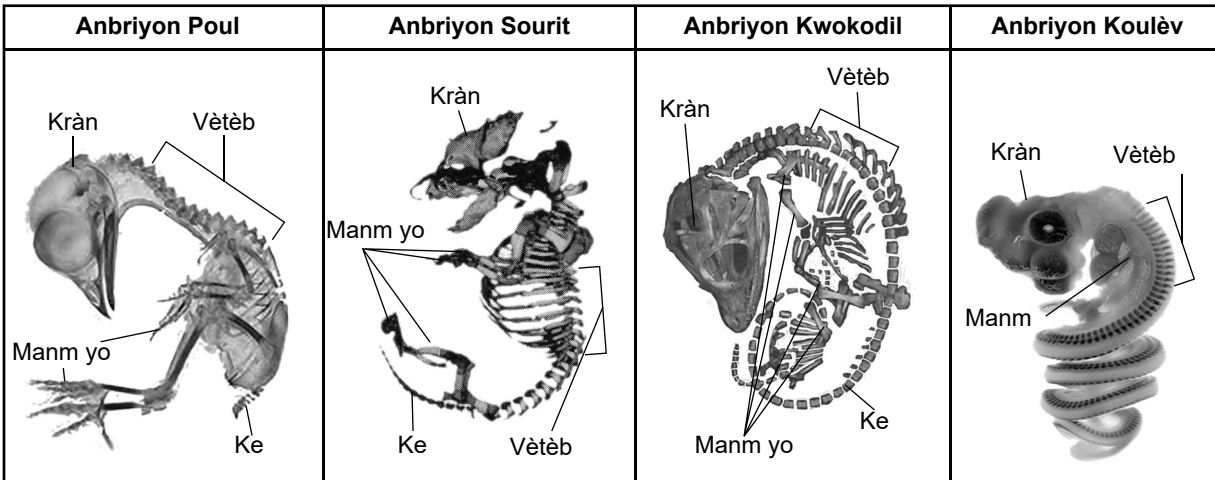 Anbriyon Poul
Kràn
Vètèb
Manm yo
Ke
Anbriyon Sourit
Kràn
Manm yo
Ke
Vètèb
Anbriyon Kwokodil
Vètèb
Kràn
Manm yo
Ke
Anbriyon Koulèv
Kràn
Vètèb
Manm